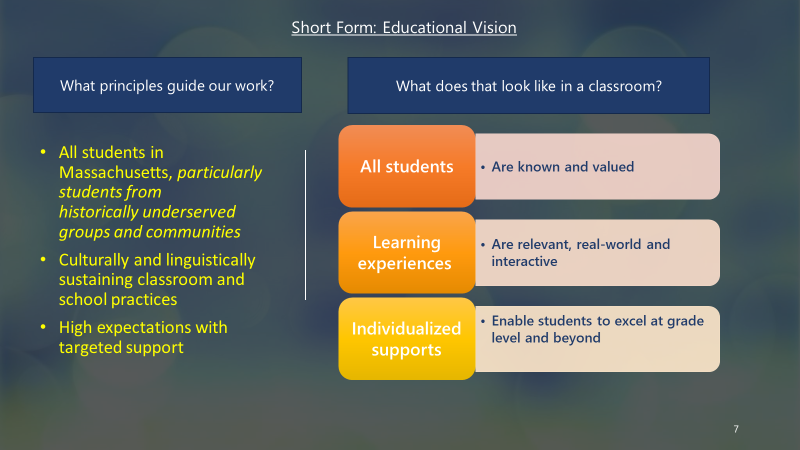 Short Form: Educational Vision
What principles guide our work?
What does that look like in a classroom?
• All students in
Massachusetts, particularly
students from
historically underserved
groups and communities
• Culturally and linguistically
sustaining classroom and
school practices
• High expectations with
targeted support
All students
• Are known and valued
Learning
experiences
• Are relevant, real-world and
interactive
Individualized
supports
• Enable students to excel at grade
level and beyond
7